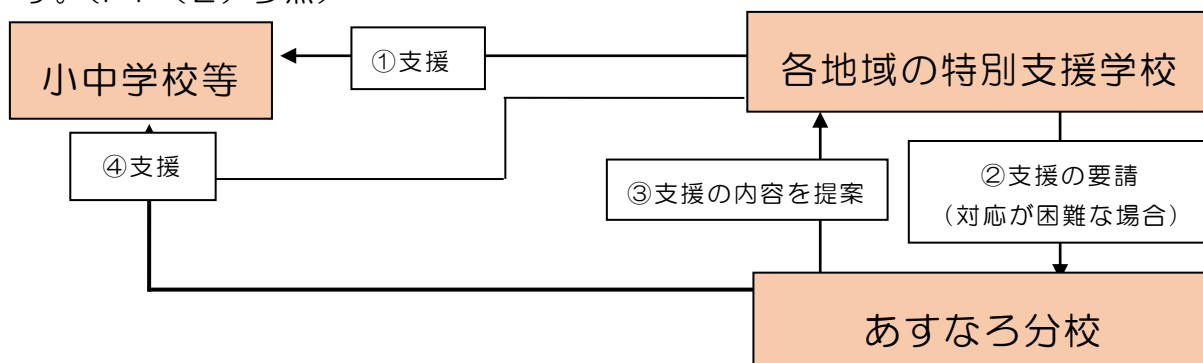 ①支援
小中学校等
各地域の特別支援学校
④支援
③支援の内容を提案
②支援の要請
（対応が困難な場合）
あすなろ分校